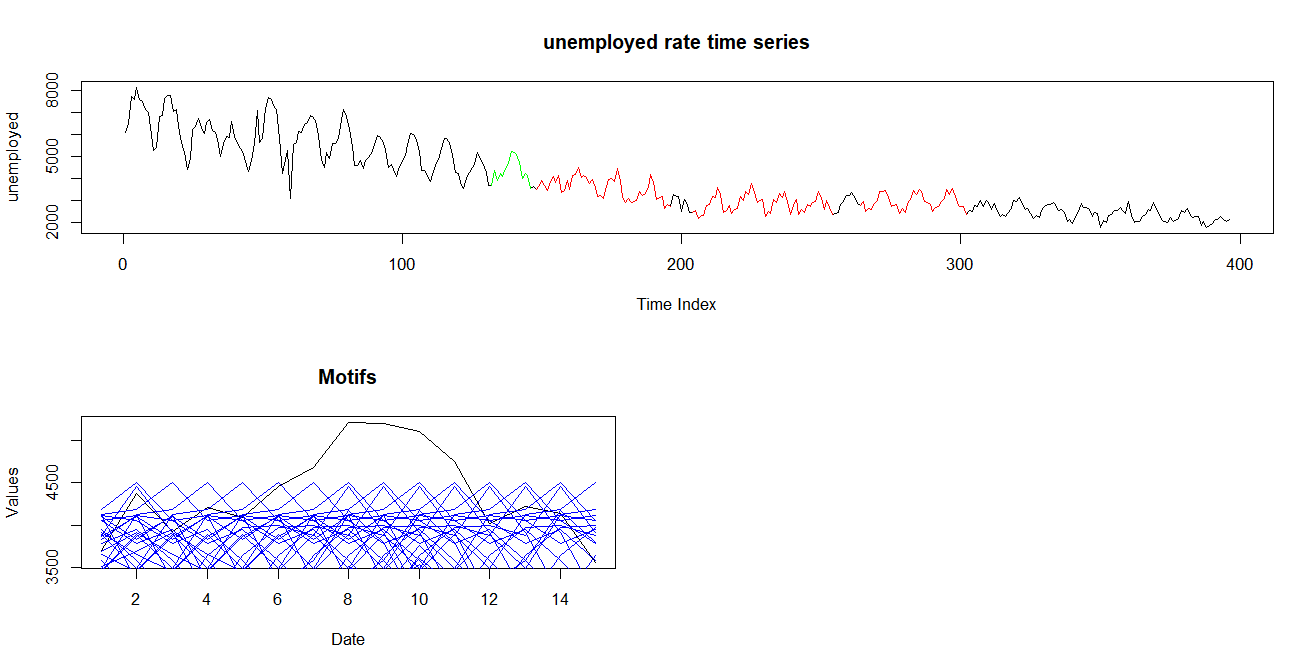 unemployed rate time series
unemployed
8000
5000
2000
0 100 200 300 400
Time Index
Motifs
Values
4500
3500
2 4 6 8 10 12 14
Date